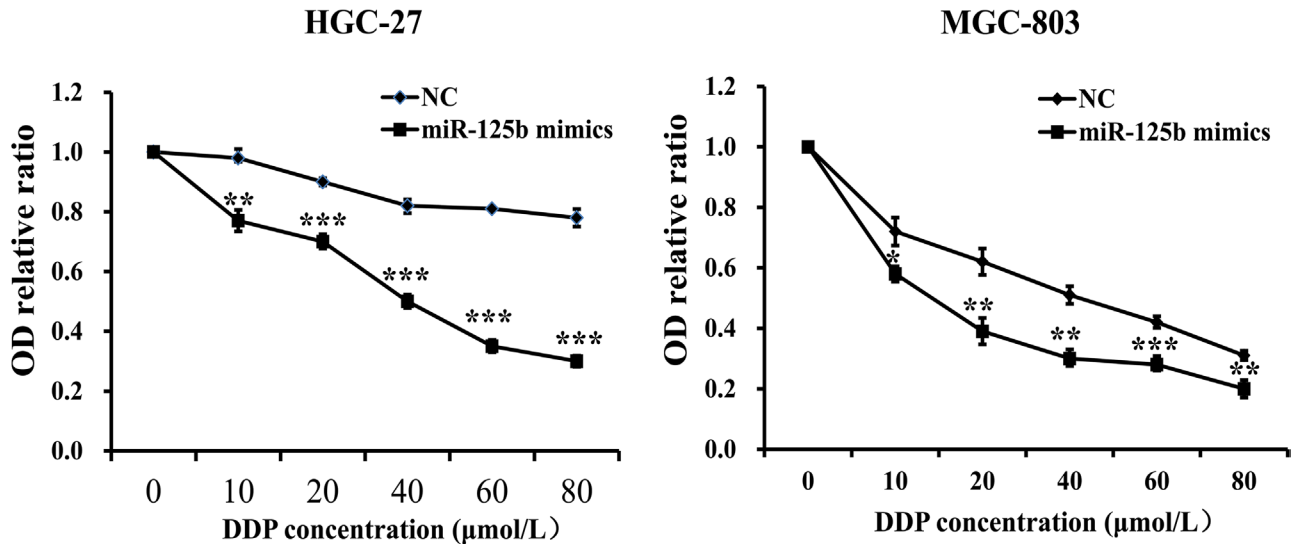 HGC-27
NC
miR-125b mimics
OD relative ratio
1.2
1.0
0.8
0.6
0.4
0.2
0.0
**
***
***
***
***
0 10 20 40 60 80
DDP concentration (μmol/L）
MGC-803
NC
miR-125b mimics
OD relative ratio
1.2
1.0
0.8
0.6
0.4
0.2
0.0
*
**
**
***
**
0 10 20 40 60 80
DDP concentration (μmol/L）